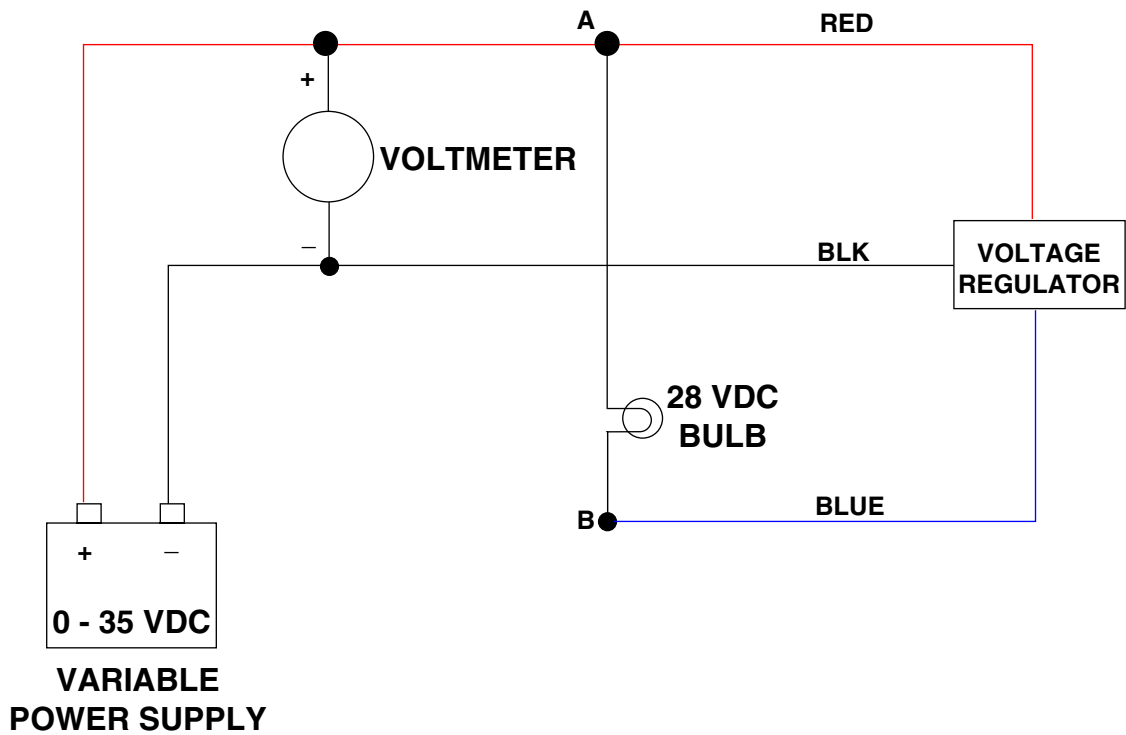 A
RED
+
VOLTMETER
–
BLK
VOLTAGE
REGULATOR
28 VDC
BULB
B
BLUE
+ –
0 - 35 VDC
VARIABLE
POWER SUPPLY